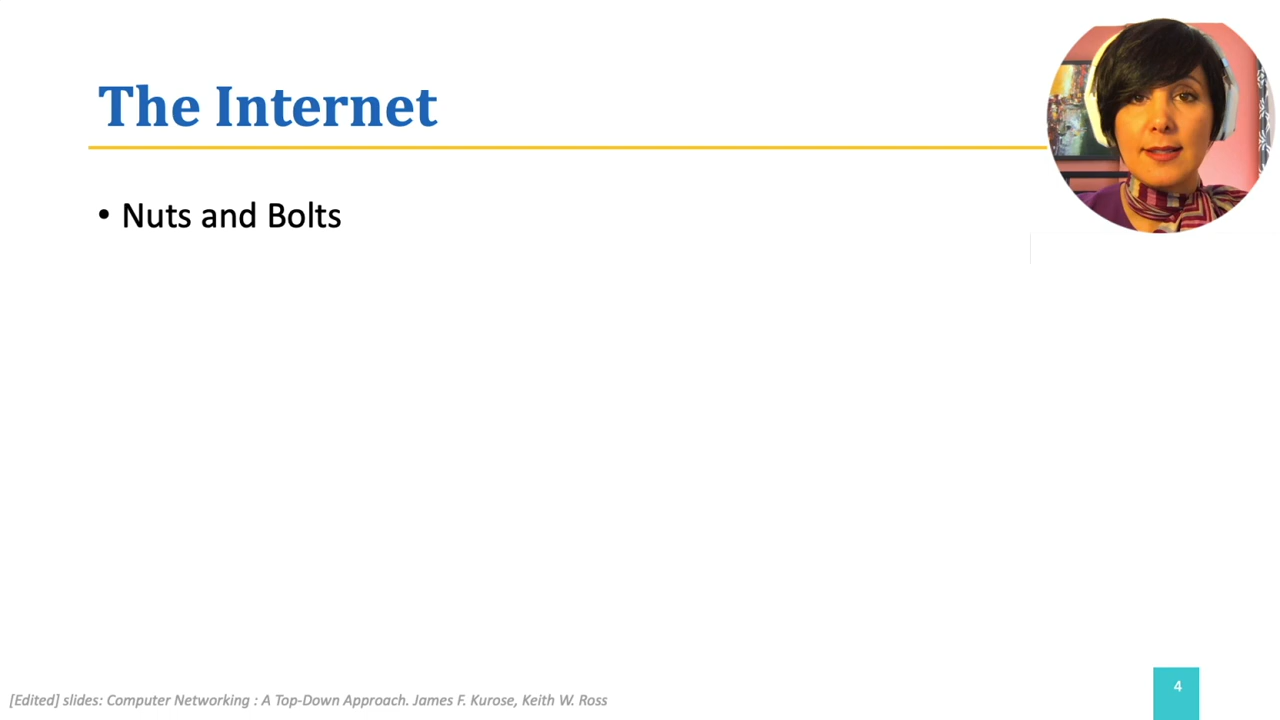 The Internet
• Nuts and Bolts
[Edited] slides: Computer Networking : A Top-Down Approach. James F. Kurose, Keith W. Ross
4